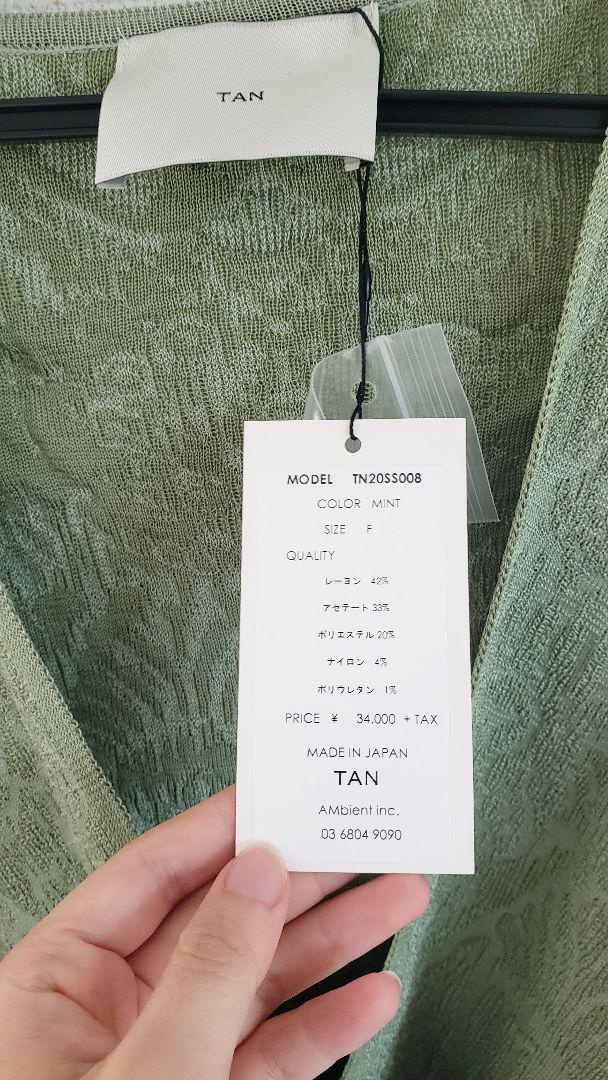 TAN
MODEL TN20SS008
COLOR MINT
SIZE F
QUALITY
レーヨン 42%
アセテート 33%
ポリエステル 20%
ナイロン 4%
ポリウレタン 1%
PRICE ¥ 34.000 + TAX
MADE IN JAPAN
TAN
AMbient inc.
03 6804 9090